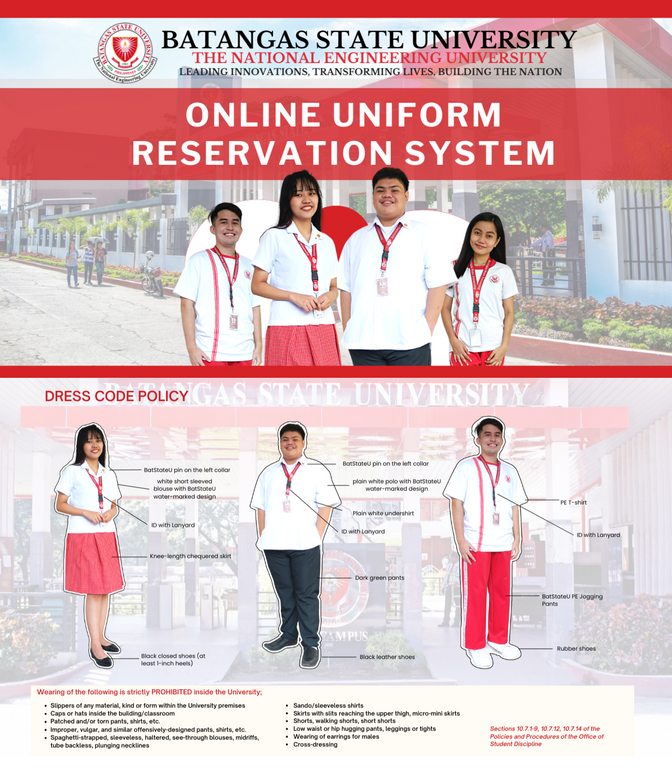 BATANGAS STATE UNIVERSITY
THE NATIONAL ENGINEERING UNIVERSITY
LEADING INNOVATIONS, TRANSFORMING LIVES, BUILDING THE NATION
BATANGAS STATE UNIVERSITY
The National Engineering University
ONLINE UNIFORM
RESERVATION SYSTEM
BATANGAS STATE UNIVERSITY
DRESS CODE POLICY
BatStateU pin on the left collar
white short sleeved
blouse with BatStateU
water-marked design
ID with Lanyard
Knee-length chequered skirt
Black closed shoes (at
least 1-inch heels)
BatStateU pin on the left collar
plain white polo with BatStateU
water-marked design
Plain white undershirt
ID with Lanyard
Dark green pants
Black leather shoes
PE T-shirt
ID with Lanyard
BatStateU PE Jogging
Pants
Rubber shoes
CAMPUS
Wearing of the following is strictly PROHIBITED inside the University;
• Slippers of any material, kind or form within the University premises
• Caps or hats inside the building/classroom
• Patched and/or torn pants, shirts, etc.
• Improper, vulgar, and similar offensively-designed pants, shirts, etc.
• Spaghetti-strapped, sleeveless, haltered, see-through blouses, midriffs,
tube backless, plunging necklines
• Sando/sleeveless shirts
• Skirts with slits reaching the upper thigh, micro-mini skirts
• Shorts, walking shorts, short shorts
• Low waist or hip hugging pants, leggings or tights
• Wearing of earrings for males
• Cross-dressing
Sections 10.7.1-9, 10.7.12, 10.7.14 of the
Policies and Procedures of the Office of
Student Discipline